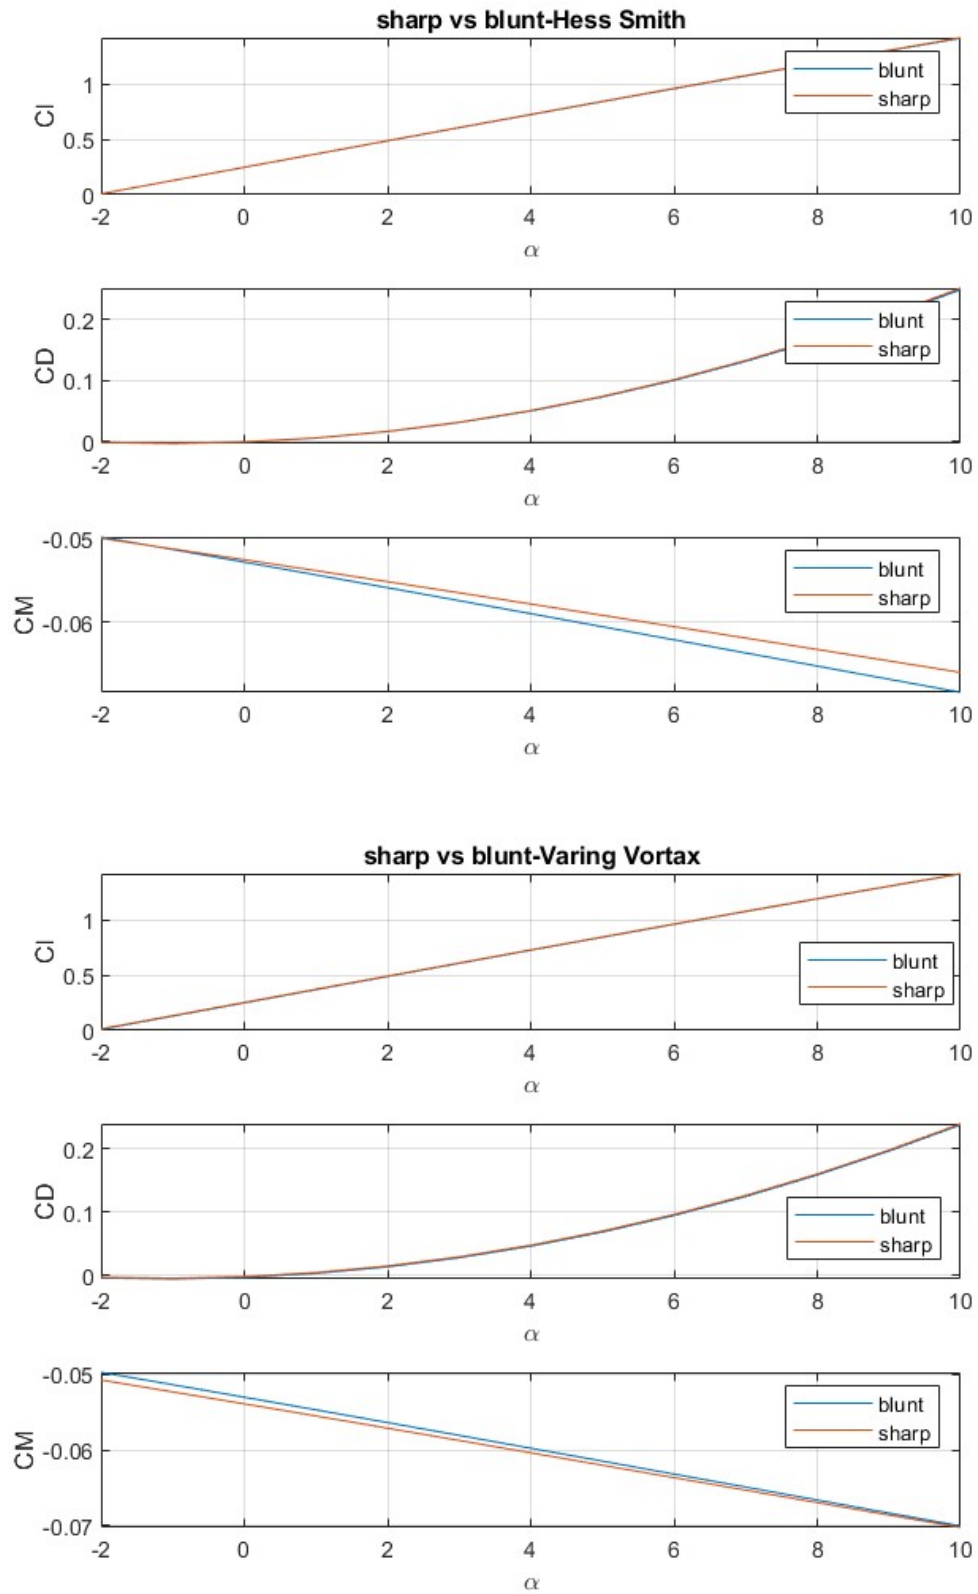 sharp vs blunt-Hess Smith
Cl
1
0.5
0
-2 0 2 4 6 8 10
α
blunt
sharp
CD
0.2
0.1
0
-2 0 2 4 6 8 10
α
blunt
sharp
CM
-0.05
-0.06
-2 0 2 4 6 8 10
α
blunt
sharp
sharp vs blunt-Varing Vortax
Cl
1
0.5
0
-2 0 2 4 6 8 10
α
blunt
sharp
CD
0.2
0.1
0
-2 0 2 4 6 8 10
α
blunt
sharp
CM
-0.05
-0.06
-0.07
-2 0 2 4 6 8 10
α
blunt
sharp